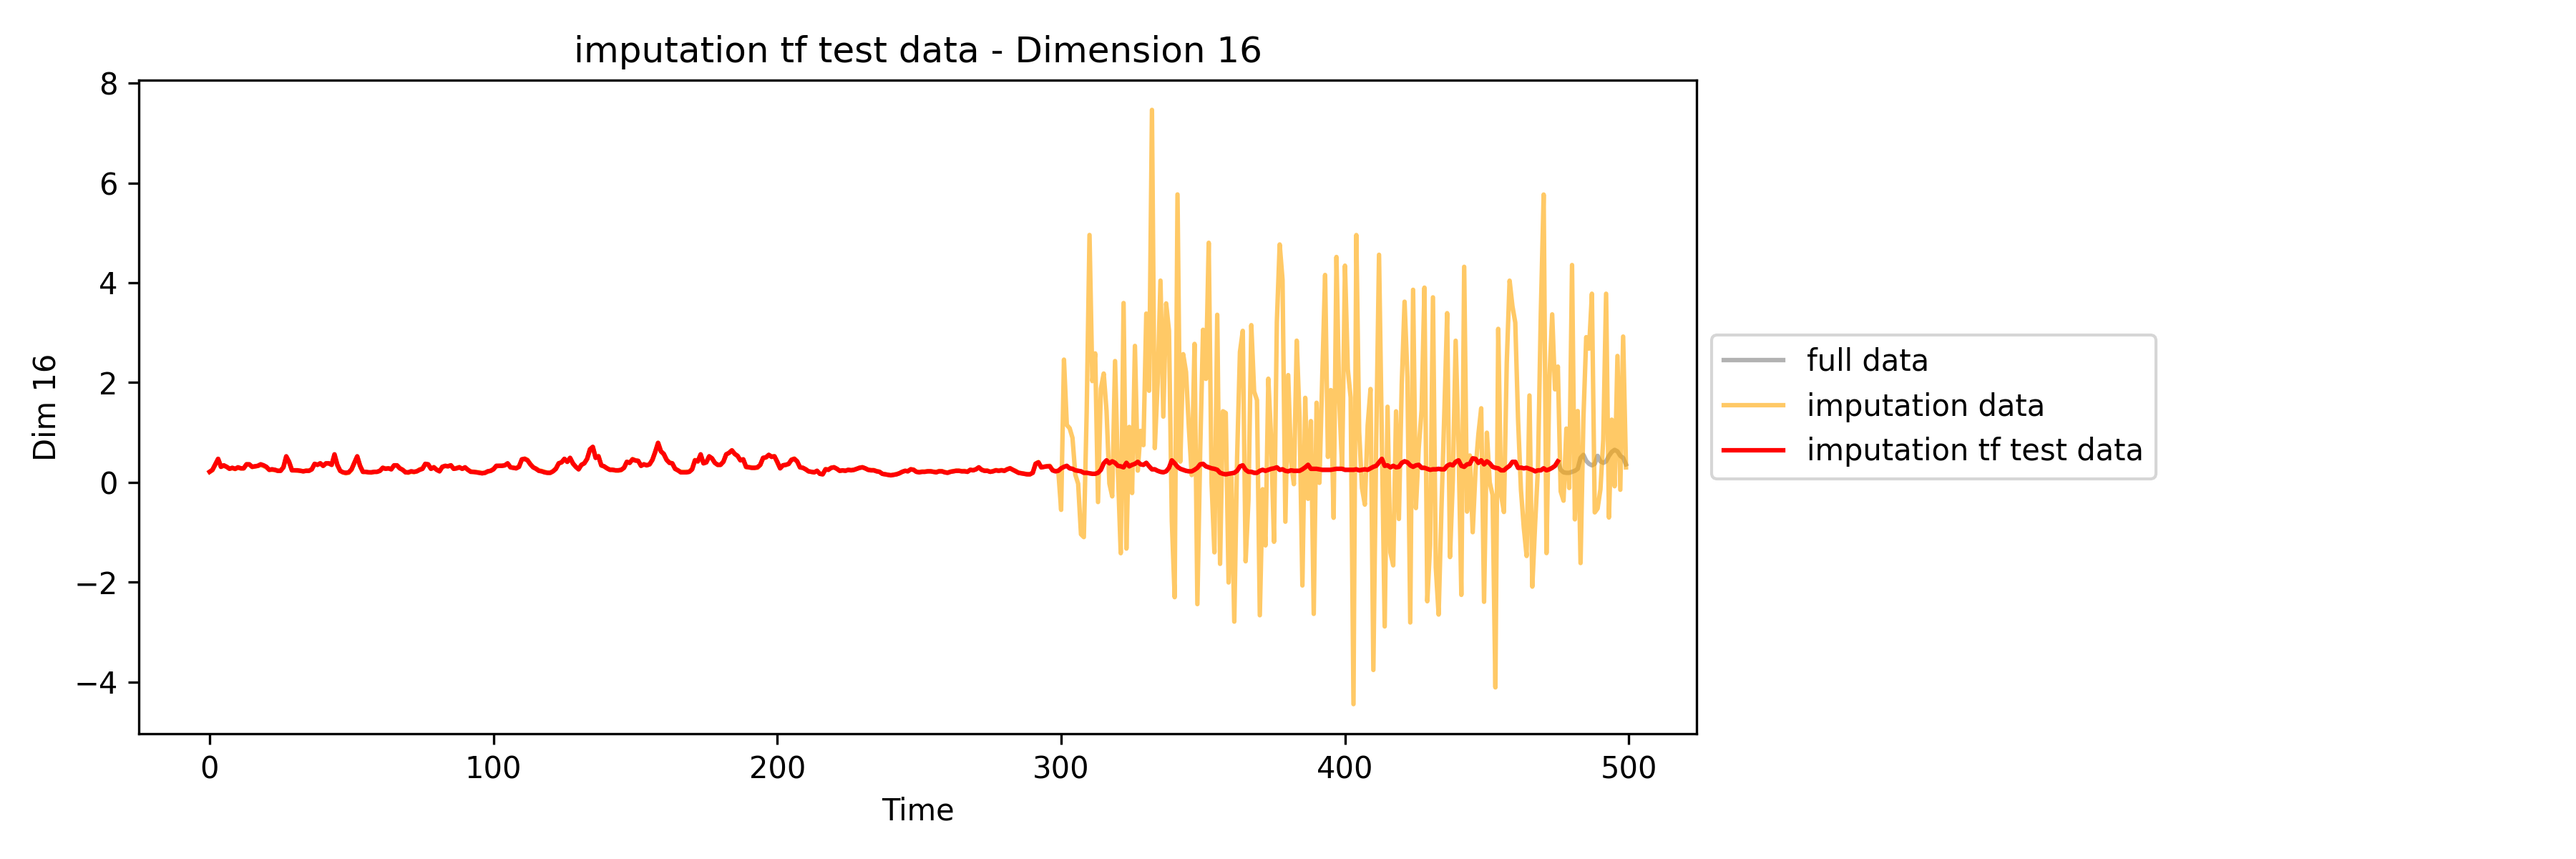 imputation tf test data - Dimension 16
8
6
4
2
0
−2
−4
Dim 16
0 100 200 300 400 500
Time
full data
imputation data
imputation tf test data